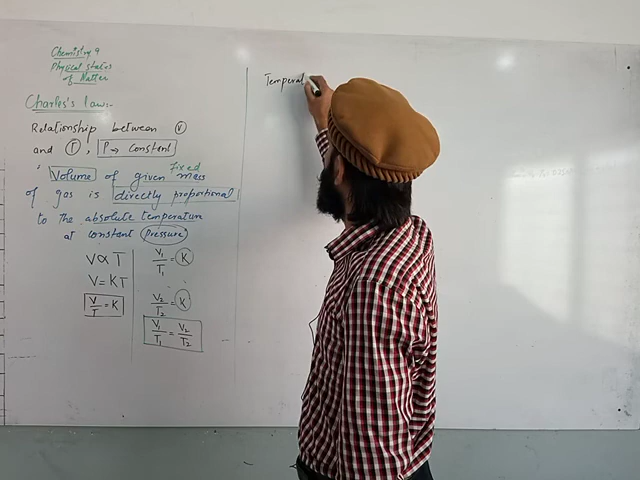 Chemistry 9
Physical states
of Matter
Charles's law:-
Relationship between V
and T, P → Constant
Volume of given fixed mass
of gas is directly proportional
to the absolute temperature
at constant Pressure
V ∝ T
V = KT
V/T = K
V₁/T₁ = K
V₂/T₂ = K
V₁/T₁ = V₂/T₂
Temperat